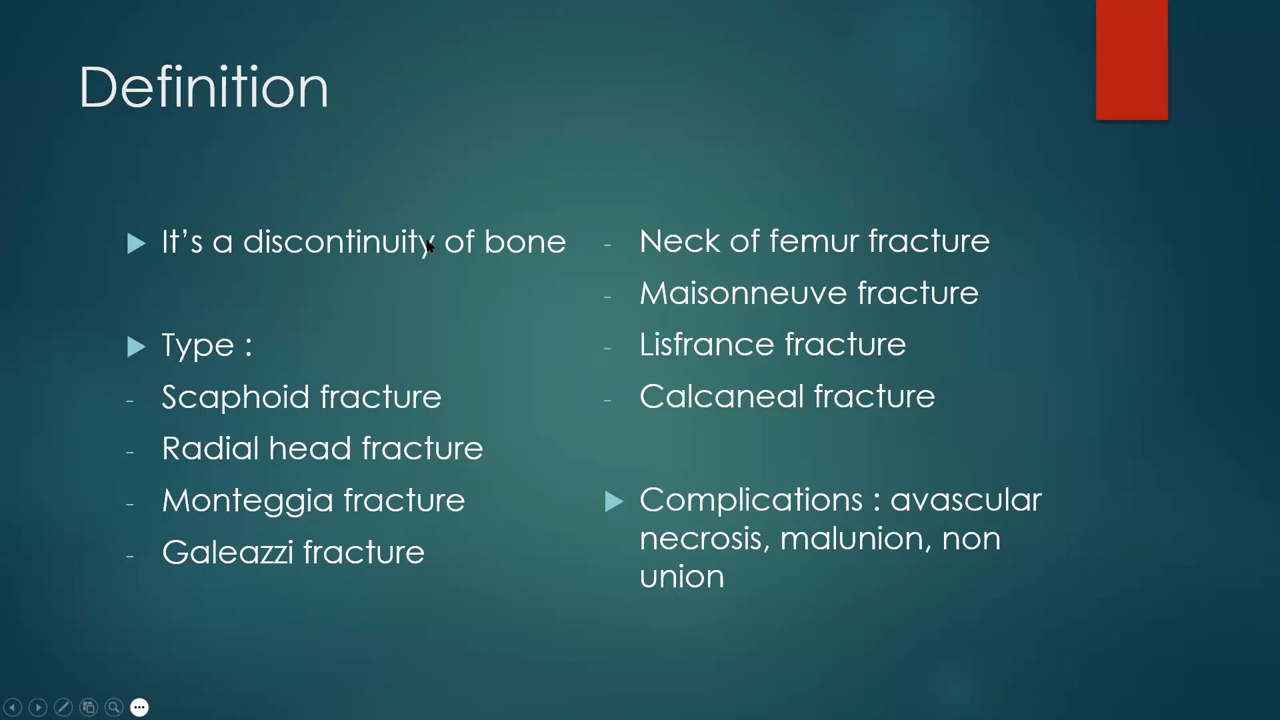 Definition
It's a discontinuity of bone
Type :
- Scaphoid fracture
- Radial head fracture
- Monteggia fracture
- Galeazzi fracture
- Neck of femur fracture
- Maisonneuve fracture
- Lisfrance fracture
- Calcaneal fracture
Complications : avascular
necrosis, malunion, non
union